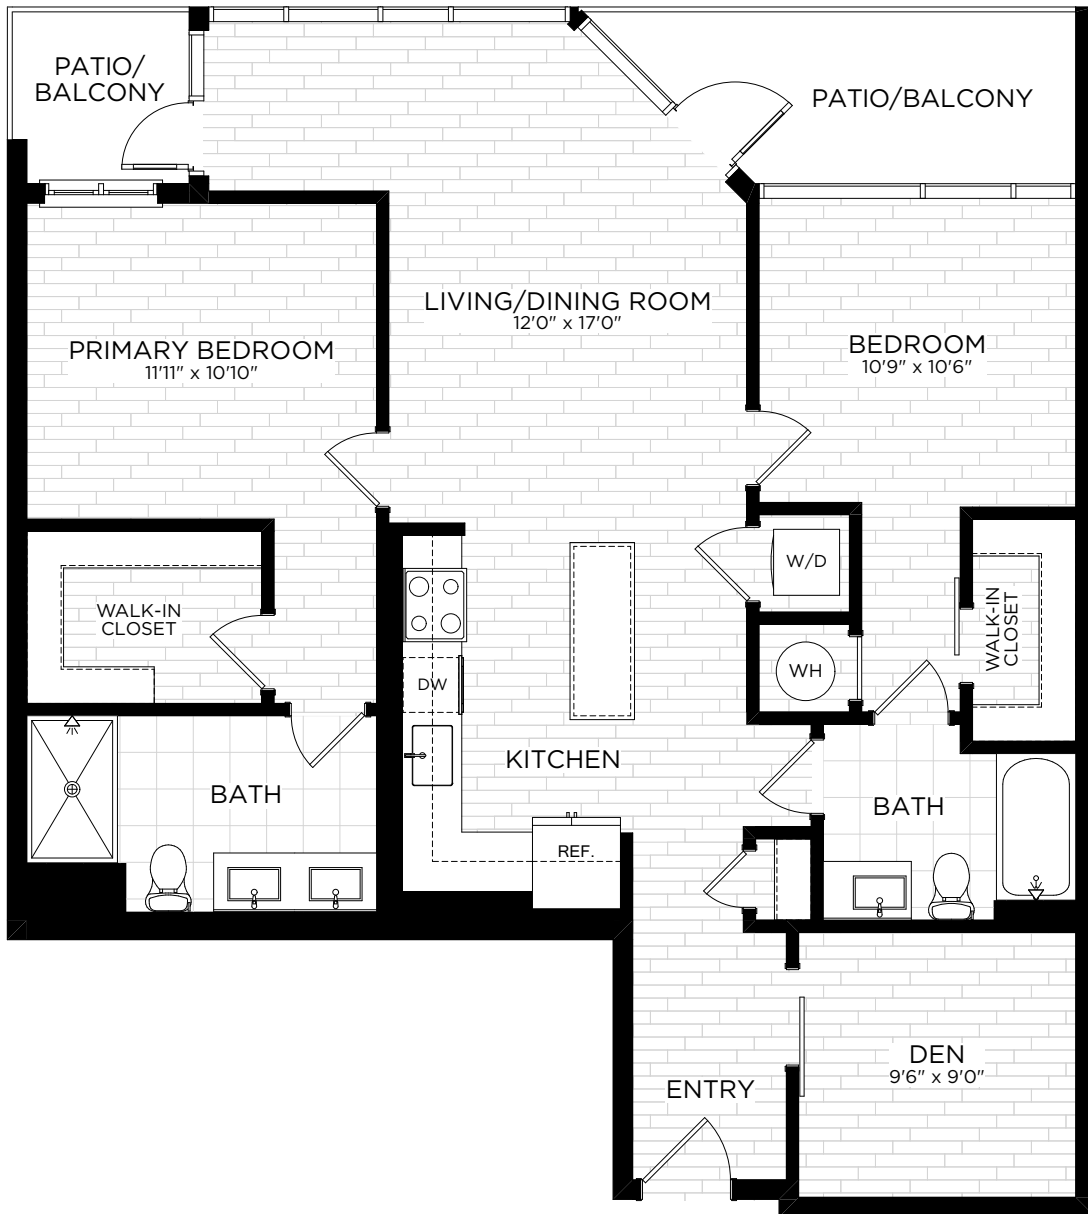 PATIO/
BALCONY
PATIO/BALCONY
LIVING/DINING ROOM
12'0" x 17'0"
PRIMARY BEDROOM
11'11" x 10'10"
BEDROOM
10'9" x 10'6"
W/D
WALK-IN
CLOSET
WALK-IN
CLOSET
WH
DW
KITCHEN
BATH
BATH
REF.
DEN
9'6" x 9'0"
ENTRY